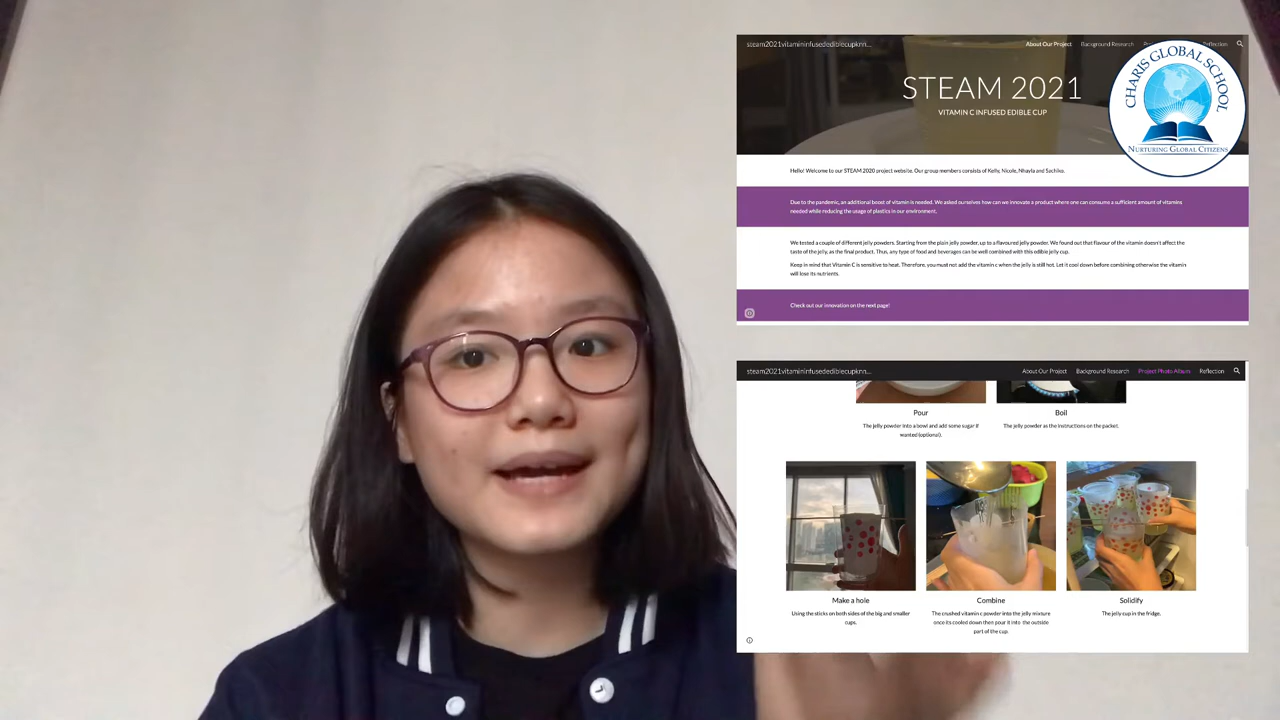 steam2021vitamininfusedediblecupknn...
About Our Project
Background Research
Reflection
CHARIS GLOBAL SCHOOL
NURTURING GLOBAL CITIZENS
STEAM 2021
VITAMIN C INFUSED EDIBLE CUP
Hello! Welcome to our STEAM 2020 project website. Our group members consists of Kelly, Nicole, Nhayla and Sachiko.
Due to the pandemic, an additional boost of vitamin is needed. We asked ourselves how can we innovate a product where one can consume a sufficient amount of vitamins
needed while reducing the usage of plastics in our environment.
We tested a couple of different jelly powders. Starting from the plain jelly powder, up to a flavoured jelly powder. We found out that flavour of the vitamin doesn't affect the
taste of the jelly, as the final product. Thus, any type of food and beverages can be well combined with this edible jelly cup.
Keep in mind that Vitamin C is sensitive to heat. Therefore, you must not add the vitamin c when the jelly is still hot. Let it cool down before combining otherwise the vitamin
will lose its nutrients.
Check out our innovation on the next page!
steam2021vitamininfusedediblecupknn...
About Our Project
Background Research
Project Photo Album
Reflection
Pour
The jelly powder into a bowl and add some sugar if
wanted (optional).
Boil
The jelly powder as the instructions on the packet.
Make a hole
Using the sticks on both sides of the big and smaller
cups.
Combine
The crushed vitamin c powder into the jelly mixture
once its cooled down then pour it into the outside
part of the cup.
Solidify
The jelly cup in the fridge.